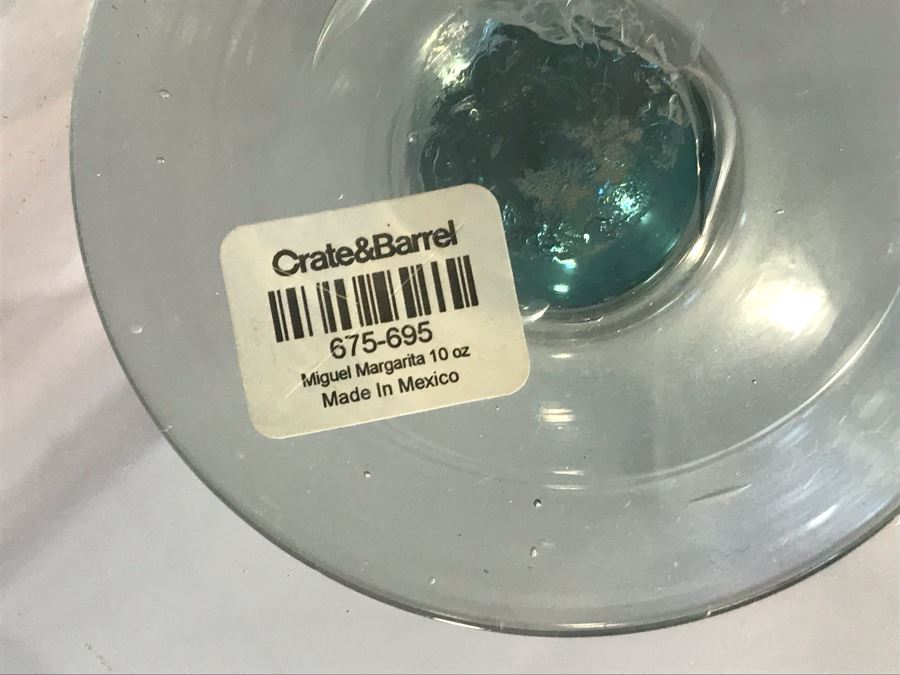 Crate&Barrel
675-695
Miguel Margarita 10 oz
Made In Mexico